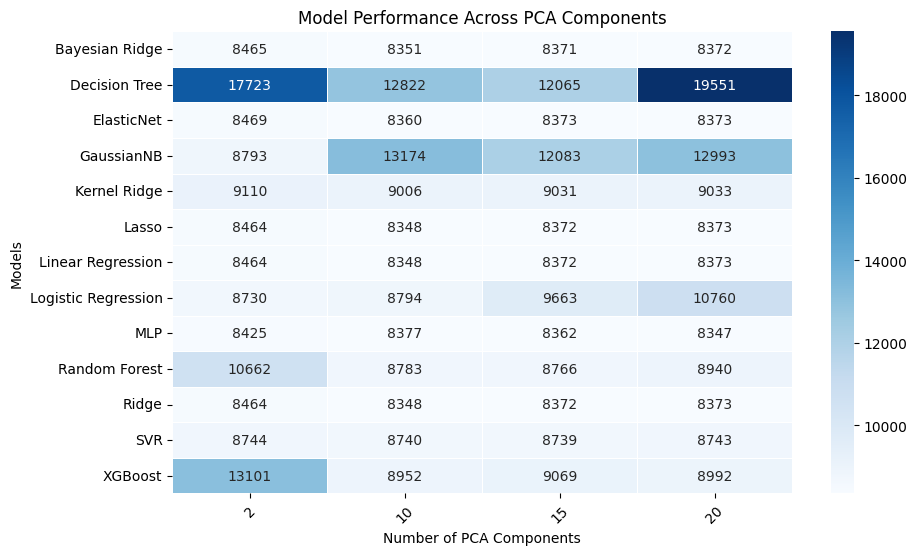 Model Performance Across PCA Components
Bayesian Ridge 8465 8351 8371 8372
Decision Tree 17723 12822 12065 19551
ElasticNet 8469 8360 8373 8373
GaussianNB 8793 13174 12083 12993
Kernel Ridge 9110 9006 9031 9033
Lasso 8464 8348 8372 8373
Linear Regression 8464 8348 8372 8373
Logistic Regression 8730 8794 9663 10760
MLP 8425 8377 8362 8347
Random Forest 10662 8783 8766 8940
Ridge 8464 8348 8372 8373
SVR 8744 8740 8739 8743
XGBoost 13101 8952 9069 8992
2 10 15 20
Number of PCA Components
Models
18000
16000
14000
12000
10000